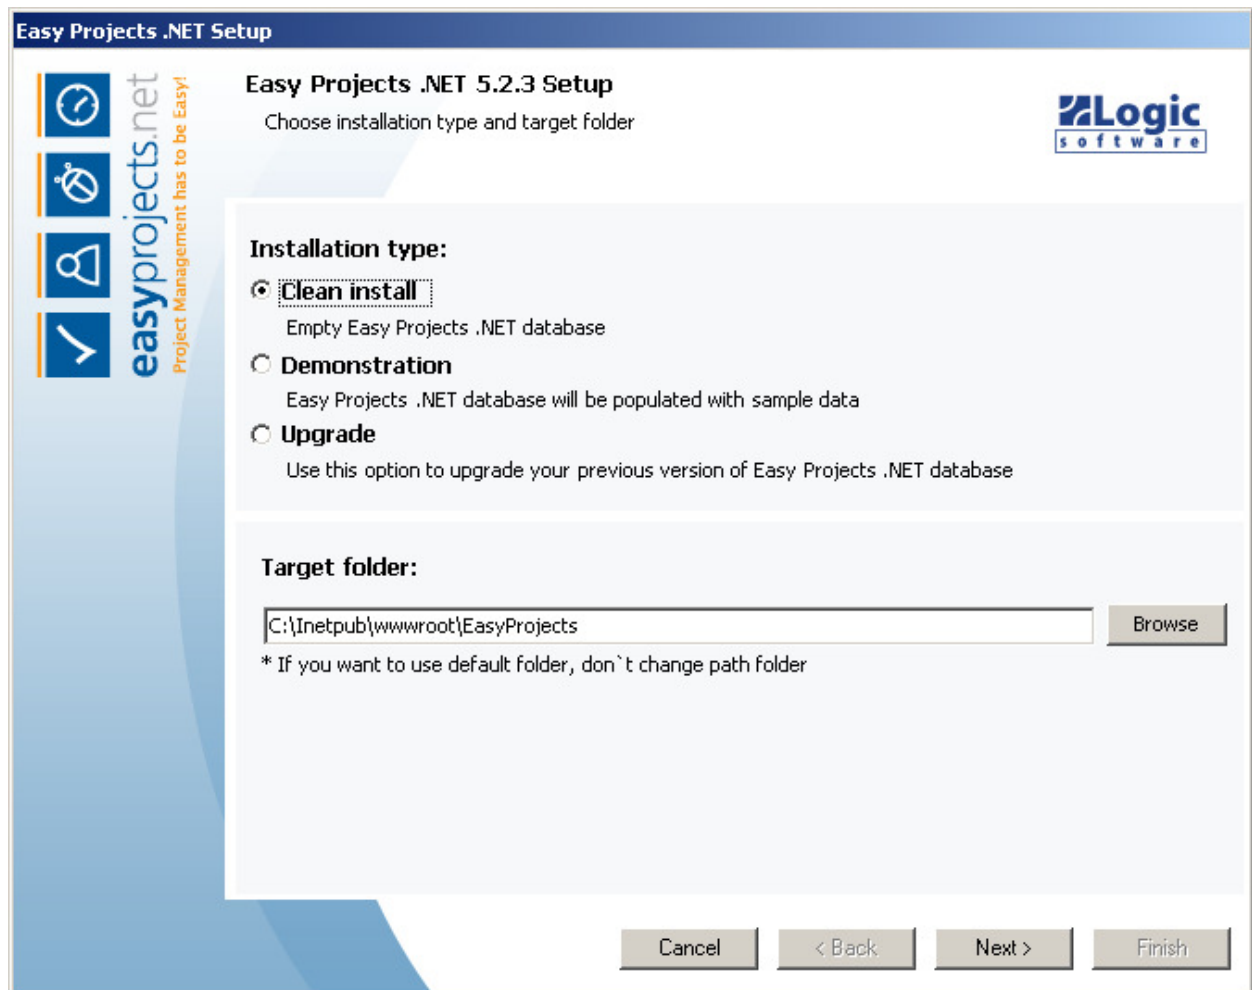 Easy Projects .NET Setup
easyprojects.net
Project Management has to be Easy!
Easy Projects .NET 5.2.3 Setup
Choose installation type and target folder
Logic
software
Installation type:
Clean install
Empty Easy Projects .NET database
Demonstration
Easy Projects .NET database will be populated with sample data
Upgrade
Use this option to upgrade your previous version of Easy Projects .NET database
Target folder:
C:\Inetpub\wwwroot\EasyProjects
Browse
* If you want to use default folder, don`t change path folder
Cancel
< Back
Next >
Finish